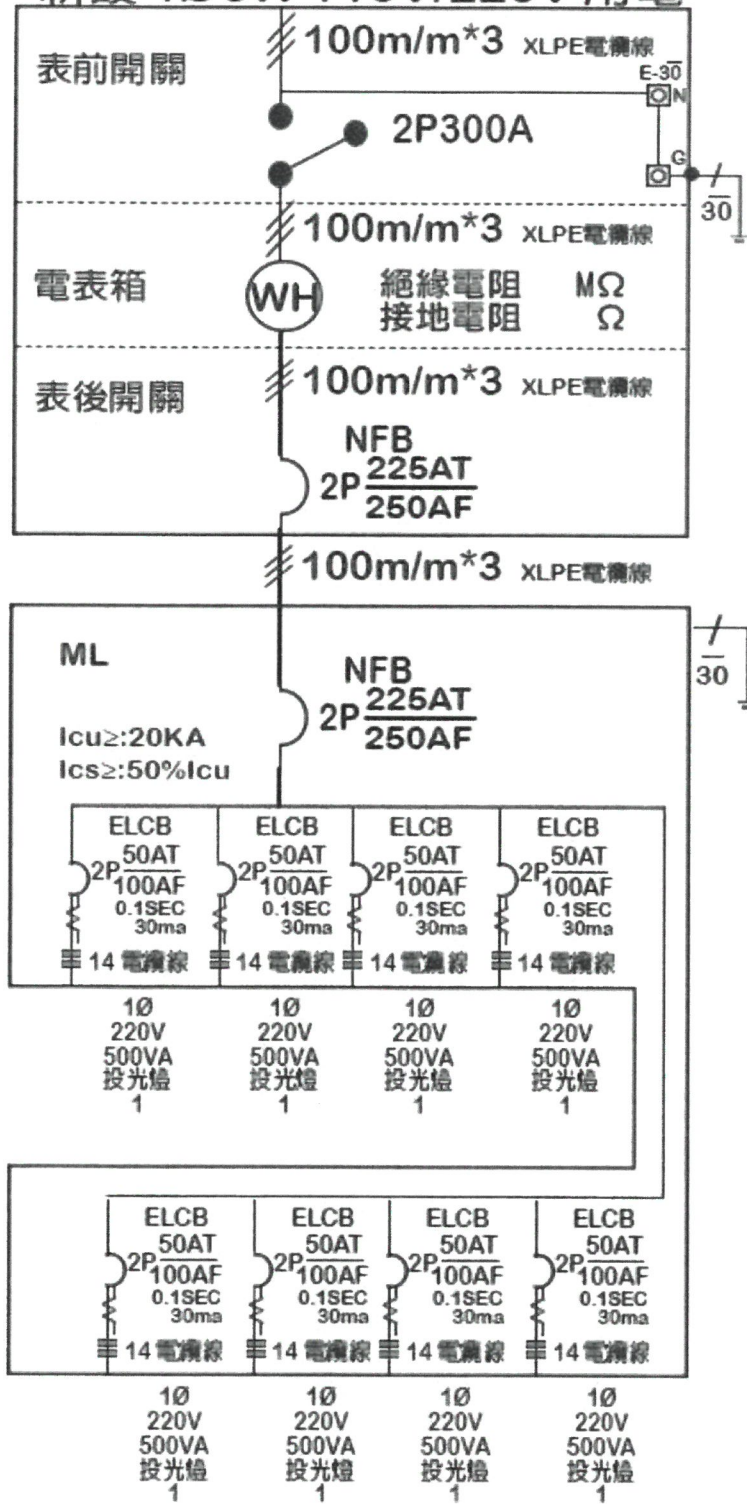 100m/m*3 XLPE電纜線
表前開關
E-30
N
2P300A
G
30
100m/m*3 XLPE電纜線
電表箱
WH
絕緣電阻 MΩ
接地電阻 Ω
表後開關
100m/m*3 XLPE電纜線
NFB
2P 225AT
250AF
100m/m*3 XLPE電纜線
ML
30
NFB
2P 225AT
250AF
Icu≥:20KA
Ics≥:50%Icu
ELCB ELCB ELCB ELCB
2P 50AT 2P 50AT 2P 50AT 2P 50AT
100AF 100AF 100AF 100AF
0.1SEC 0.1SEC 0.1SEC 0.1SEC
30ma 30ma 30ma 30ma
14 電纜線 14 電纜線 14 電纜線 14 電纜線
1Ø 1Ø 1Ø 1Ø
220V 220V 220V 220V
500VA 500VA 500VA 500VA
投光燈 投光燈 投光燈 投光燈
1 1 1 1
ELCB ELCB ELCB ELCB
2P 50AT 2P 50AT 2P 50AT 2P 50AT
100AF 100AF 100AF 100AF
0.1SEC 0.1SEC 0.1SEC 0.1SEC
30ma 30ma 30ma 30ma
14 電纜線 14 電纜線 14 電纜線 14 電纜線
1Ø 1Ø 1Ø 1Ø
220V 220V 220V 220V
500VA 500VA 500VA 500VA
投光燈 投光燈 投光燈 投光燈
1 1 1 1